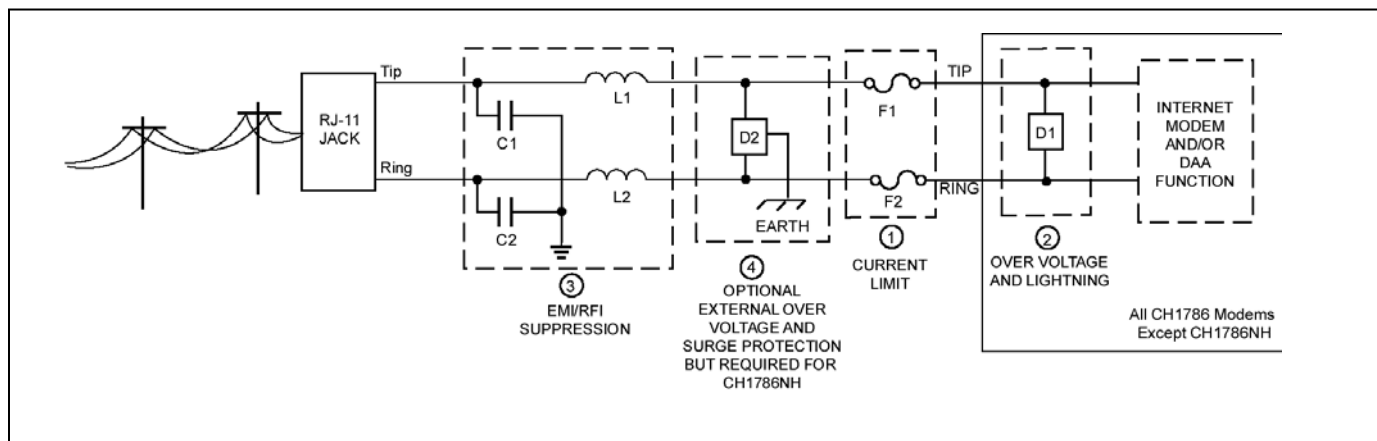 Tip
RJ-11
JACK
Ring
C1
C2
L1
L2
③
EMI/RFI
SUPPRESSION
D2
EARTH
④
OPTIONAL
EXTERNAL OVER
VOLTAGE AND
SURGE PROTECTION
BUT REQUIRED FOR
CH1786NH
F1
F2
①
CURRENT
LIMIT
TIP
RING
D1
②
OVER VOLTAGE
AND LIGHTNING
INTERNET
MODEM
AND/OR
DAA
FUNCTION
All CH1786 Modems
Except CH1786NH